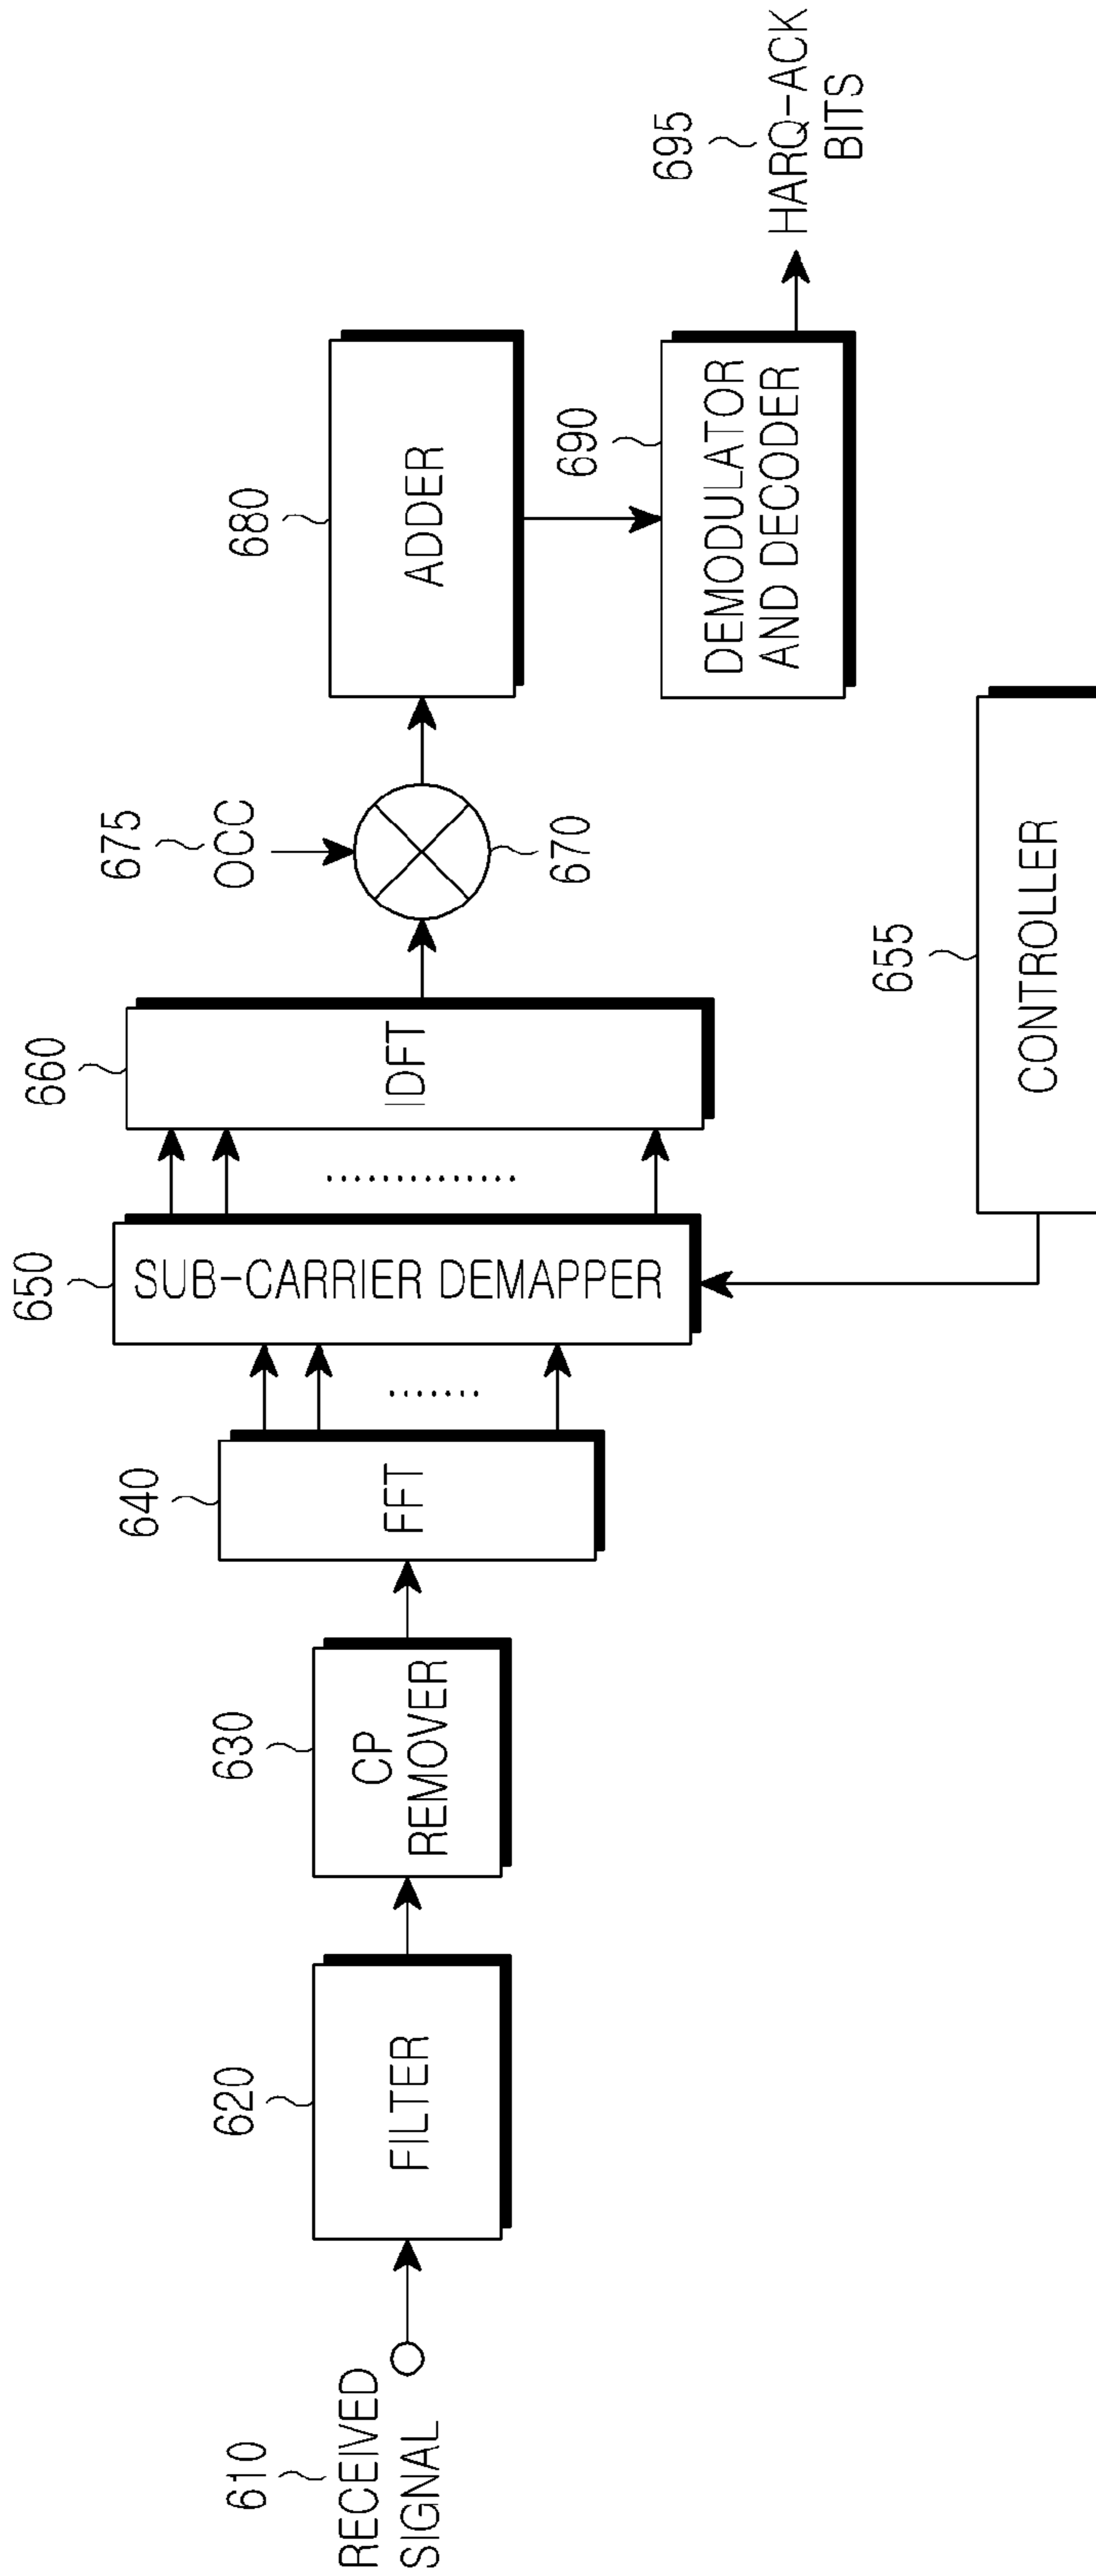 610
RECEIVED
SIGNAL
620
FILTER
630
CP
REMOVER
640
FFT
650
SUB-CARRIER DEMAPPER
660
IDFT
675
OCC
670
680
ADDER
690
DEMODULATOR
AND DECODER
695
HARQ-ACK
BITS
655
CONTROLLER